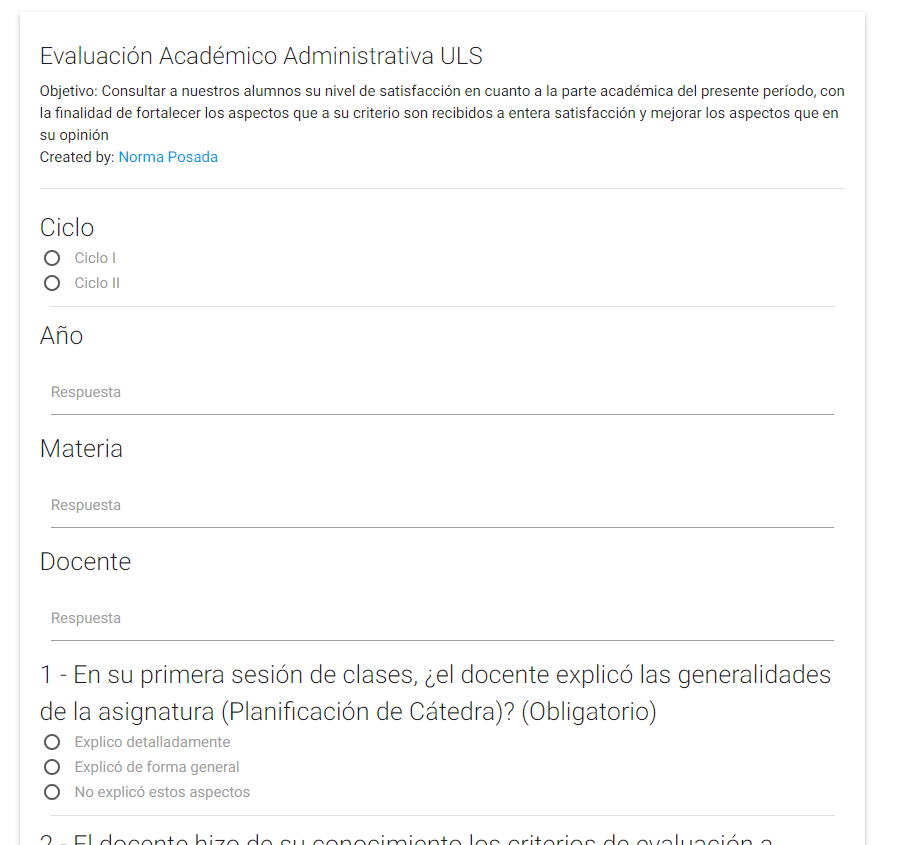 Evaluación Académico Administrativa ULS
Objetivo: Consultar a nuestros alumnos su nivel de satisfacción en cuanto a la parte académica del presente período, con
la finalidad de fortalecer los aspectos que a su criterio son recibidos a entera satisfacción y mejorar los aspectos que en
su opinión
Created by: Norma Posada
Ciclo
Ciclo I
Ciclo II
Año
Respuesta
Materia
Respuesta
Docente
Respuesta
1 - En su primera sesión de clases, ¿el docente explicó las generalidades
de la asignatura (Planificación de Cátedra)? (Obligatorio)
Explico detalladamente
Explicó de forma general
No explicó estos aspectos
2 - El docente hizo de su conocimiento los criterios de evaluación a